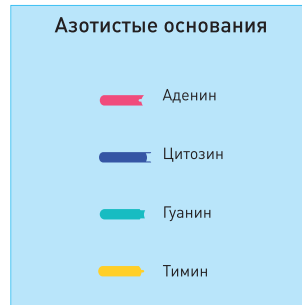 Азотистые основания
Аденин
Цитозин
Гуанин
Тимин